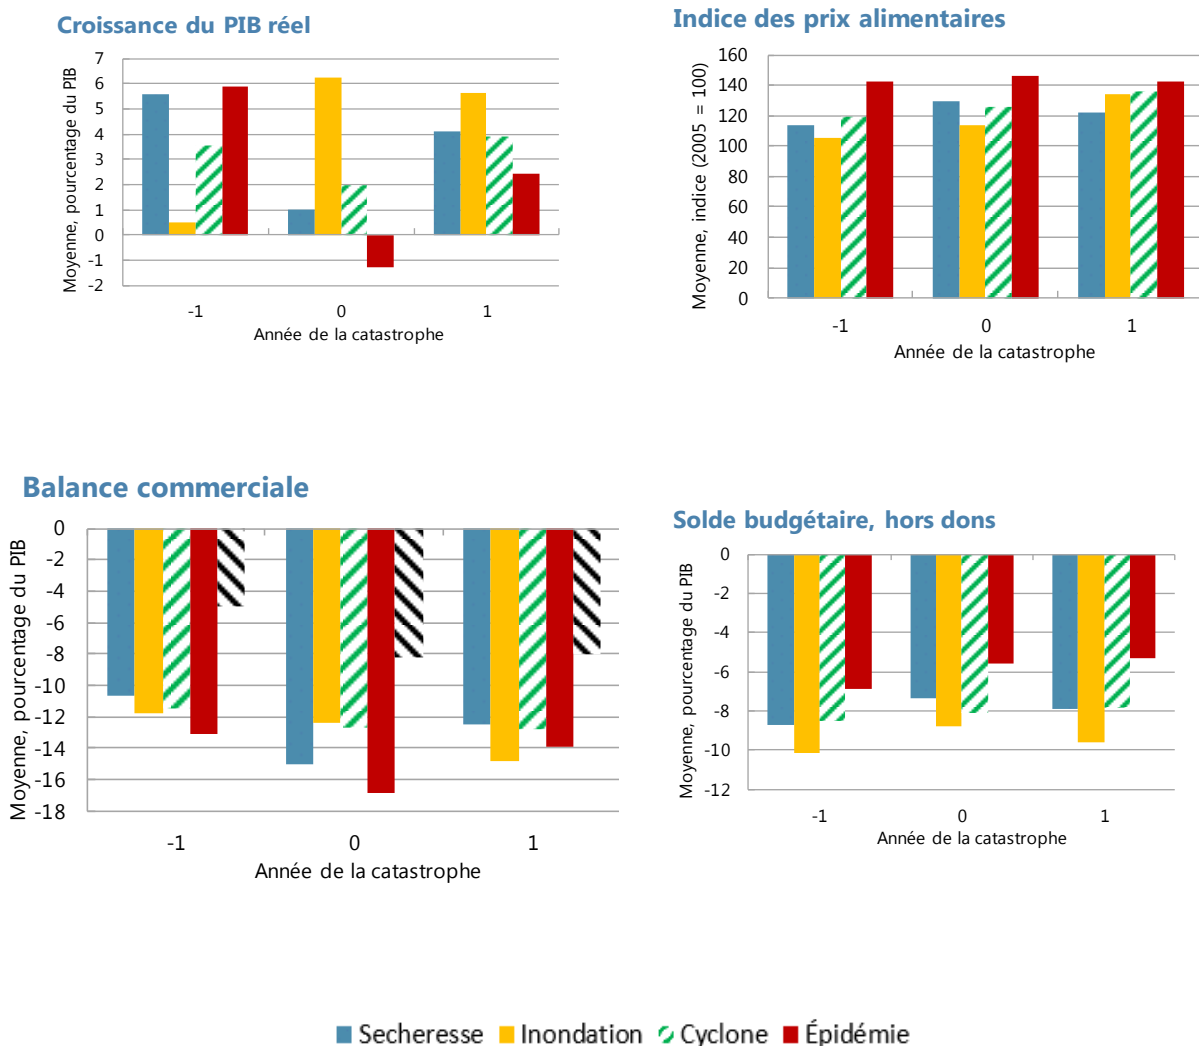 Croissance du PIB réel
Moyenne, pourcentage du PIB
7
6
5
4
3
2
1
0
-1
-2
-1 0 1
Année de la catastrophe
Indice des prix alimentaires
Moyenne, indice (2005 = 100)
160
140
120
100
80
60
40
20
0
-1 0 1
Année de la catastrophe
Balance commerciale
Moyenne, pourcentage du PIB
0
-2
-4
-6
-8
-10
-12
-14
-16
-18
-1 0 1
Année de la catastrophe
Solde budgétaire, hors dons
Moyenne, pourcentage du PIB
0
-2
-4
-6
-8
-10
-12
-1 0 1
Année de la catastrophe
Secheresse Inondation Cyclone Épidémie